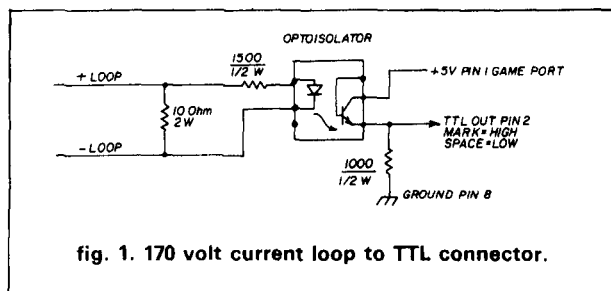 OPTOISOLATOR
1500
1/2 W
+ LOOP
+5V PIN 1 GAME PORT
10 Ohm
2W
TTL OUT PIN 2
MARK=HIGH
SPACE=LOW
- LOOP
1000
1/2 W
GROUND PIN 8
fig. 1. 170 volt current loop to TTL connector.